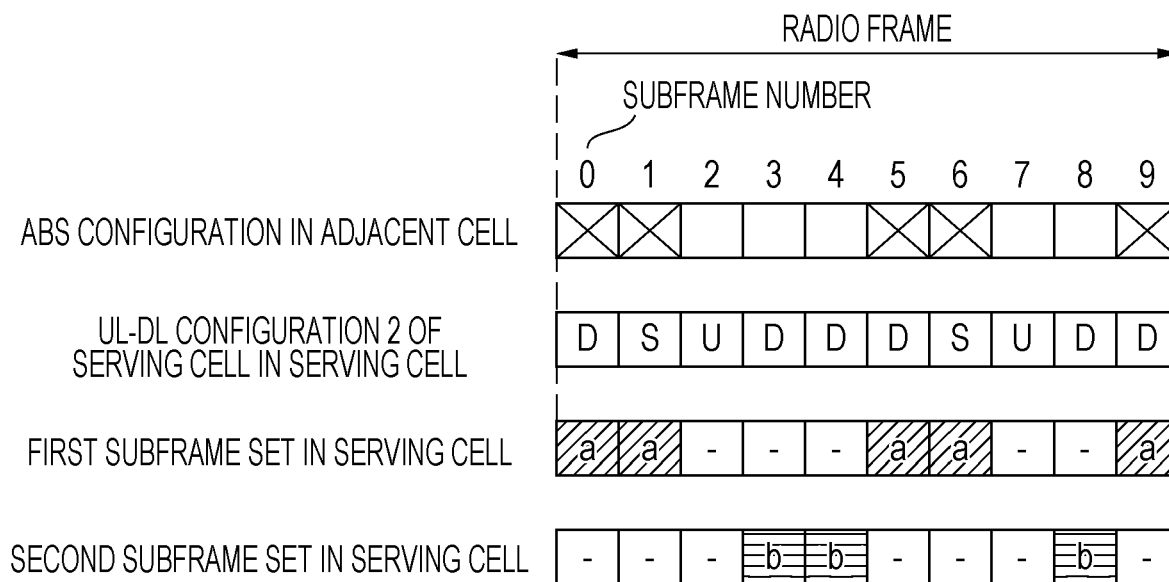 RADIO FRAME
SUBFRAME NUMBER
0 1 2 3 4 5 6 7 8 9
ABS CONFIGURATION IN ADJACENT CELL
UL-DL CONFIGURATION 2 OF
SERVING CELL IN SERVING CELL
D S U D D D S U D D
FIRST SUBFRAME SET IN SERVING CELL
a a - - - a a - - a
SECOND SUBFRAME SET IN SERVING CELL
- - - b b - - - b -